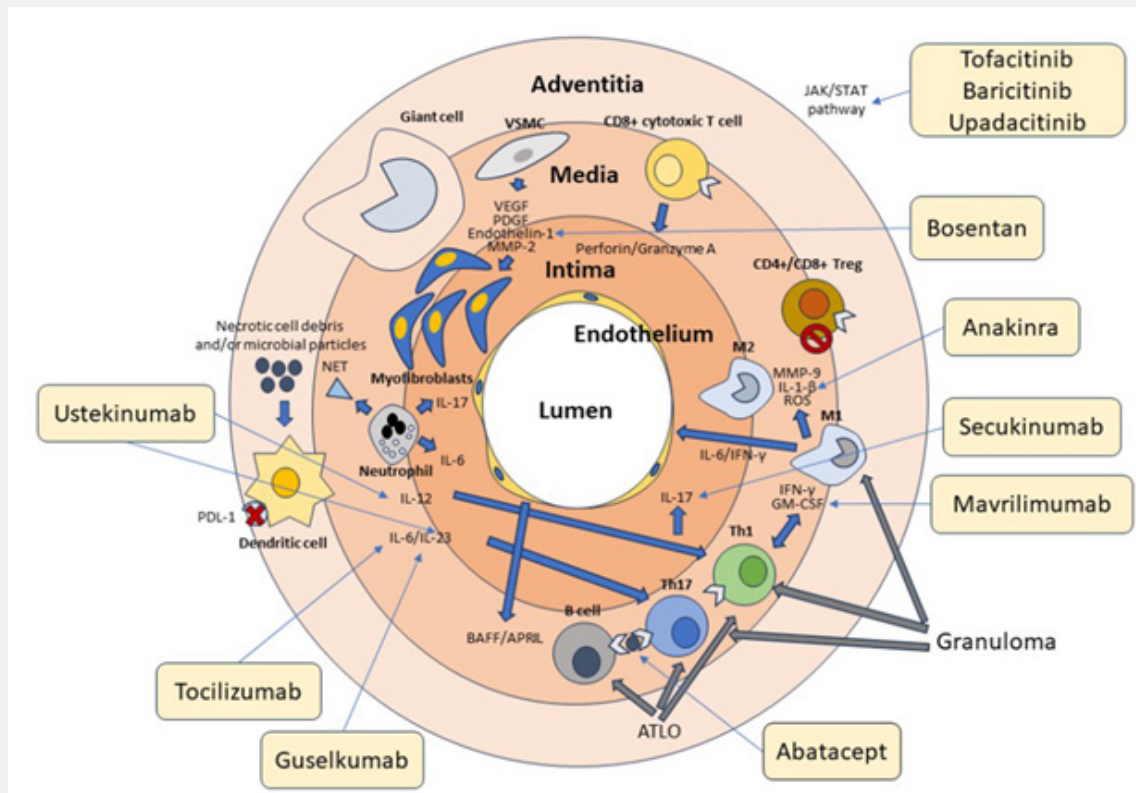 Adventitia
Giant cell
VSMC
CD8+ cytotoxic T cell
JAK/STAT
pathway
Tofacitinib
Baricitinib
Upadacitinib
Media
VEGF
PDGF
Endothelin-1
MMP-2
Perforin/Granzyme A
Bosentan
Intima
CD4+/CD8+ Treg
Necrotic cell debris
and/or microbial particles
Endothelium
Anakinra
NET
Myofibroblasts
M2
MMP-9
IL-1-β
ROS
Ustekinumab
IL-17
Lumen
M1
Secukinumab
Neutrophil
IL-6
IL-6/IFN-γ
IL-12
IL-17
IFN-γ
GM-CSF
Mavrilimumab
PDL-1
Dendritic cell
IL-6/IL-23
Th1
Th17
B cell
BAFF/APRIL
Granuloma
Tocilizumab
ATLO
Guselkumab
Abatacept